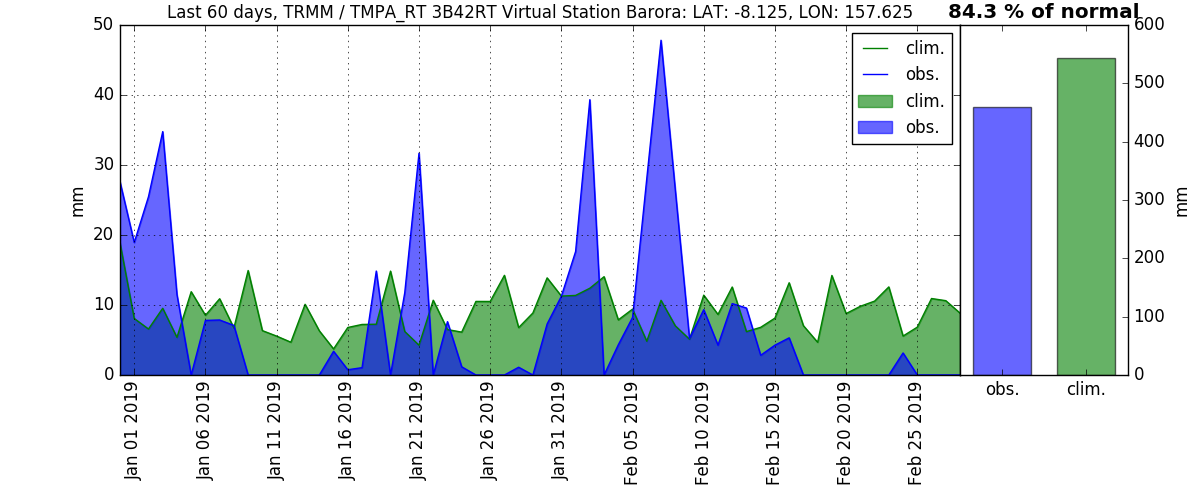 Last 60 days, TRMM / TMPA_RT 3B42RT Virtual Station Barora: LAT: -8.125, LON: 157.625
84.3 % of normal
50
40
30
20
10
0
mm
clim.
obs.
clim.
obs.
Jan 01 2019
Jan 06 2019
Jan 11 2019
Jan 16 2019
Jan 21 2019
Jan 26 2019
Jan 31 2019
Feb 05 2019
Feb 10 2019
Feb 15 2019
Feb 20 2019
Feb 25 2019
600
500
400
300
200
100
0
mm
obs.
clim.